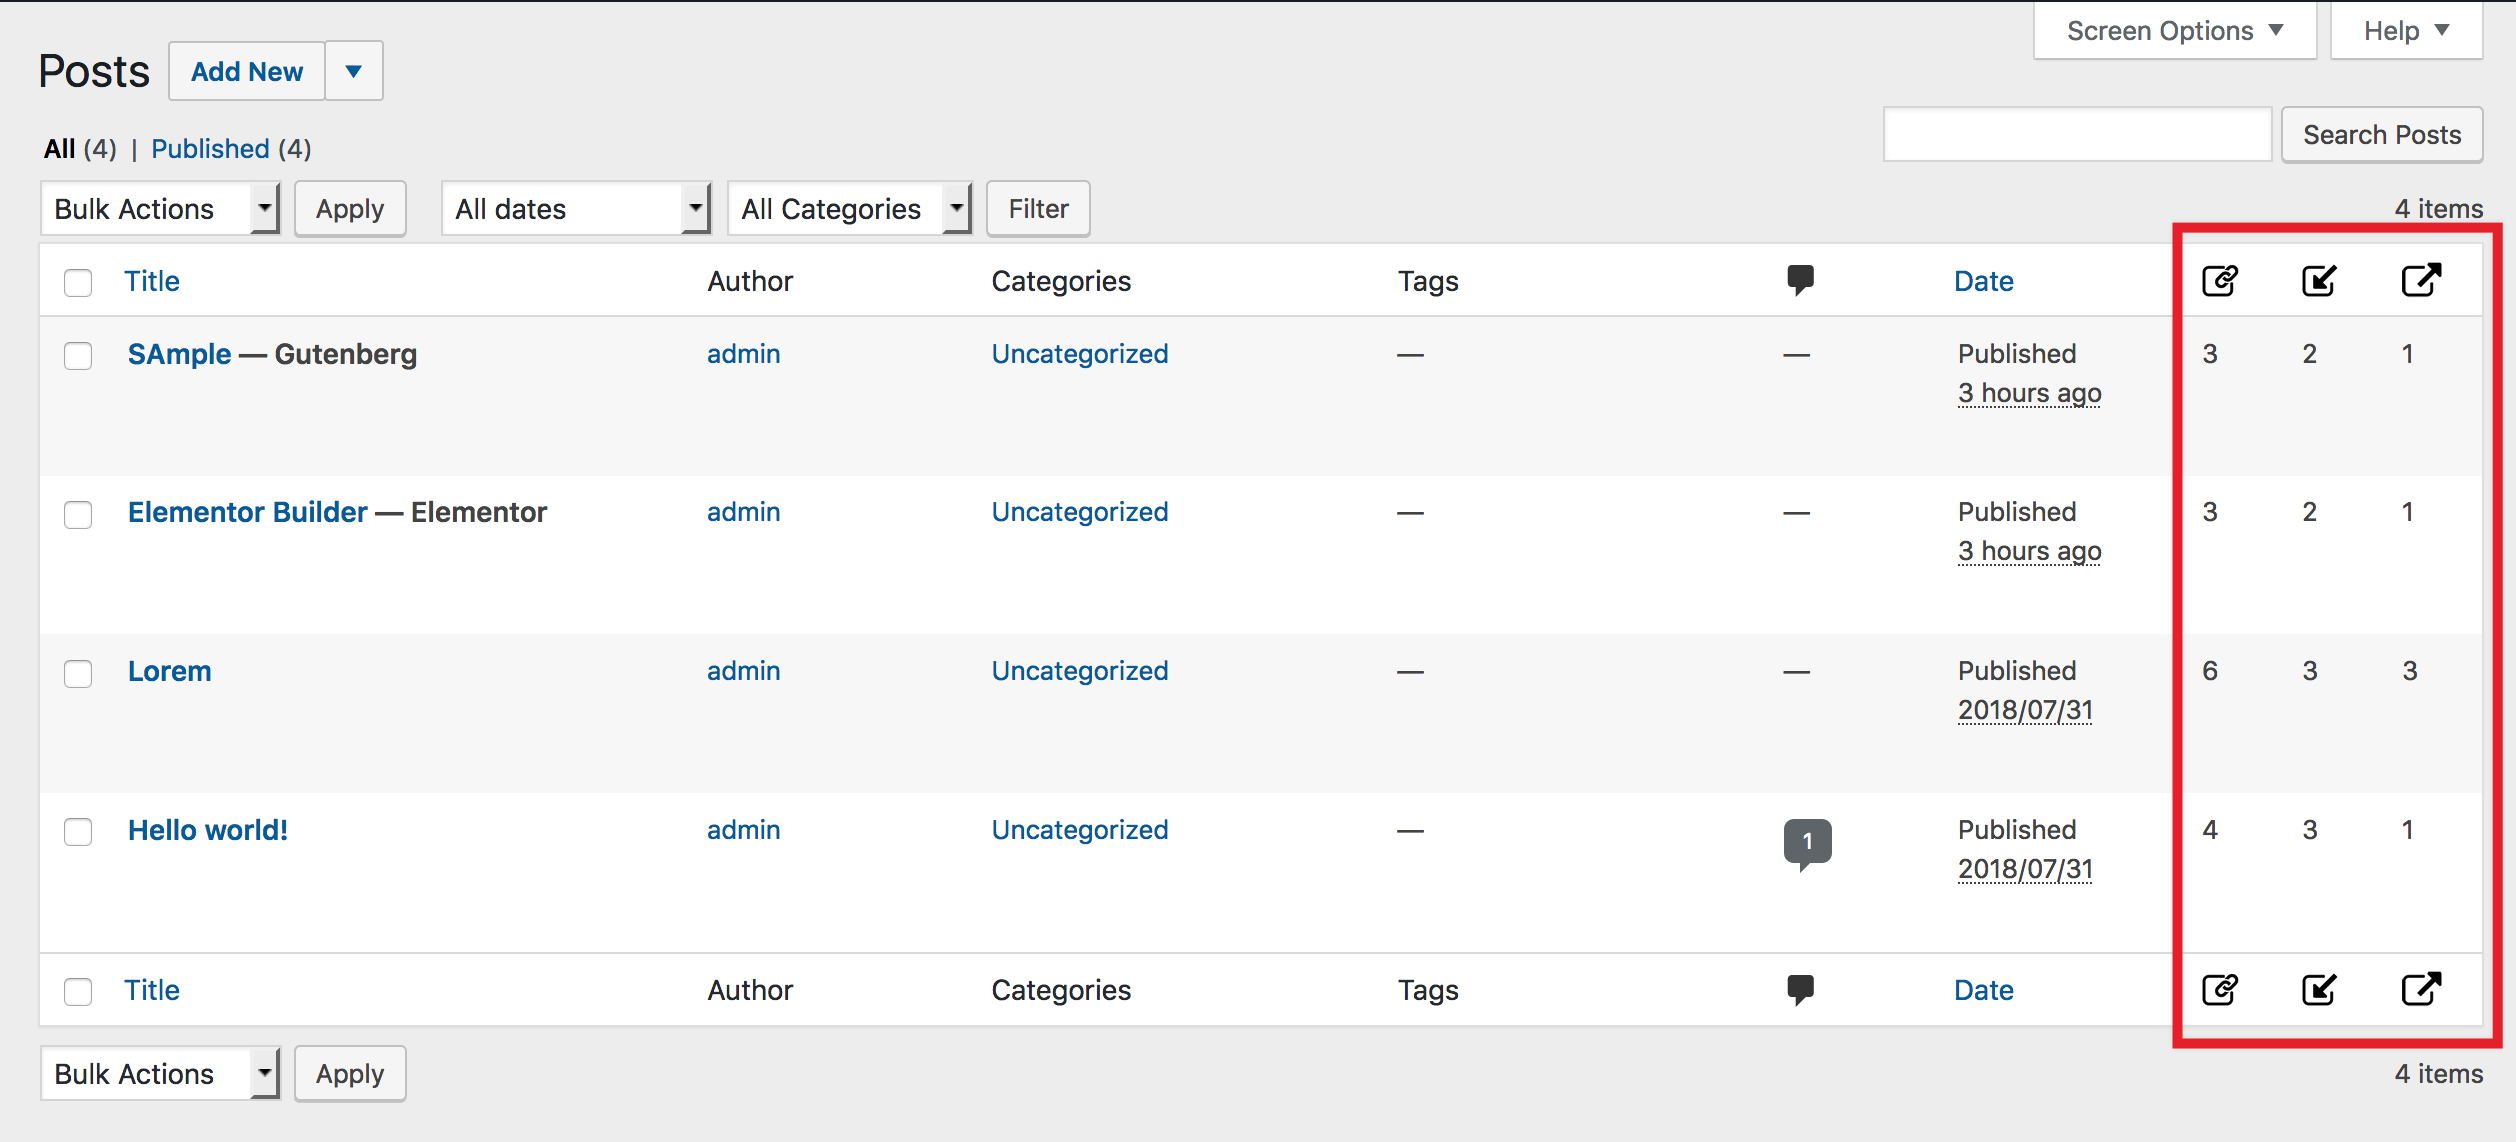 Screen Options Help
Posts Add New
Search Posts
All (4) | Published (4)
Bulk Actions Apply All dates All Categories Filter 4 items
Title Author Categories Tags Date
SAmple — Gutenberg admin Uncategorized — — Published 3 2 1
3 hours ago
Elementor Builder — Elementor admin Uncategorized — — Published 3 2 1
3 hours ago
Lorem admin Uncategorized — — Published 6 3 3
2018/07/31
Hello world! admin Uncategorized — 1 Published 4 3 1
2018/07/31
Title Author Categories Tags Date
Bulk Actions Apply 4 items